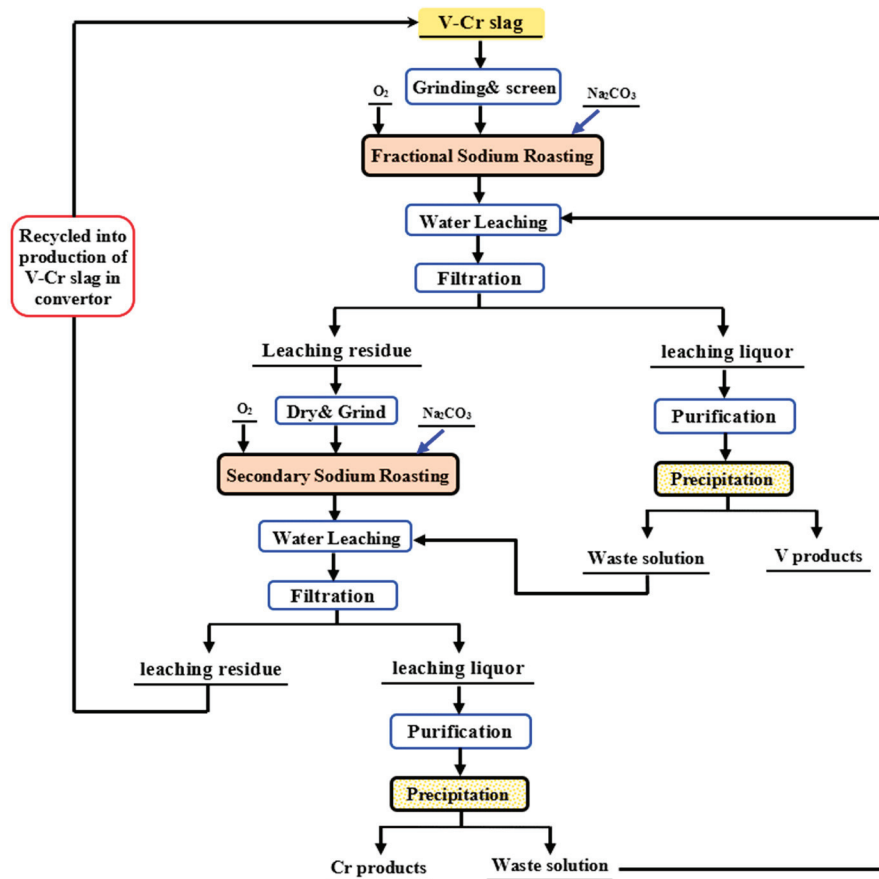 V-Cr slag
Grinding& screen
O₂
Na₂CO₃
Fractional Sodium Roasting
Water Leaching
Recycled into
production of
V-Cr slag in
convertor
Filtration
Leaching residue
leaching liquor
Dry& Grind
Purification
O₂
Na₂CO₃
Secondary Sodium Roasting
Precipitation
Water Leaching
Waste solution
V products
Filtration
leaching residue
leaching liquor
Purification
Precipitation
Cr products
Waste solution